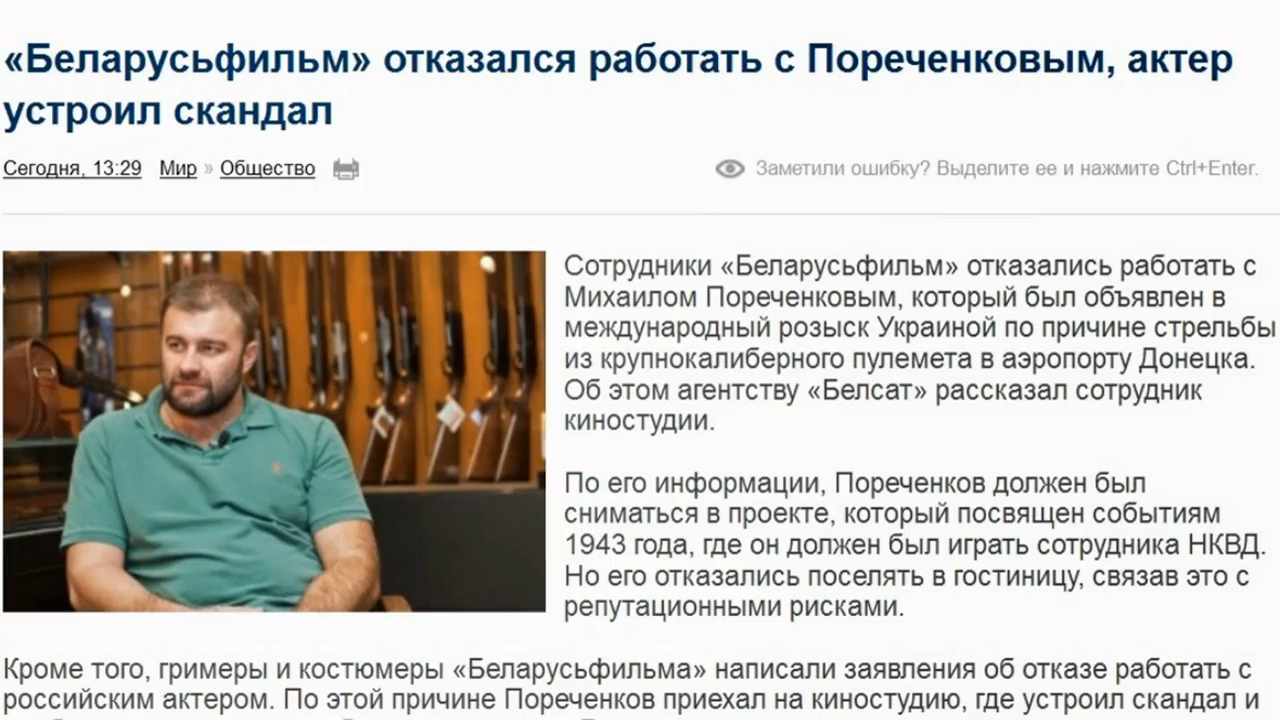 «Беларусьфильм» отказался работать с Пореченковым, актер
устроил скандал
Сегодня, 13:29 Мир » Общество
Заметили ошибку? Выделите ее и нажмите Ctrl+Enter.
Сотрудники «Беларусьфильм» отказались работать с
Михаилом Пореченковым, который был объявлен в
международный розыск Украиной по причине стрельбы
из крупнокалиберного пулемета в аэропорту Донецка.
Об этом агентству «Белсат» рассказал сотрудник
киностудии.
По его информации, Пореченков должен был
сниматься в проекте, который посвящен событиям
1943 года, где он должен был играть сотрудника НКВД.
Но его отказались поселять в гостиницу, связав это с
репутационными рисками.
Кроме того, гримеры и костюмеры «Беларусьфильма» написали заявления об отказе работать с
российским актером. По этой причине Пореченков приехал на киностудию, где устроил скандал и